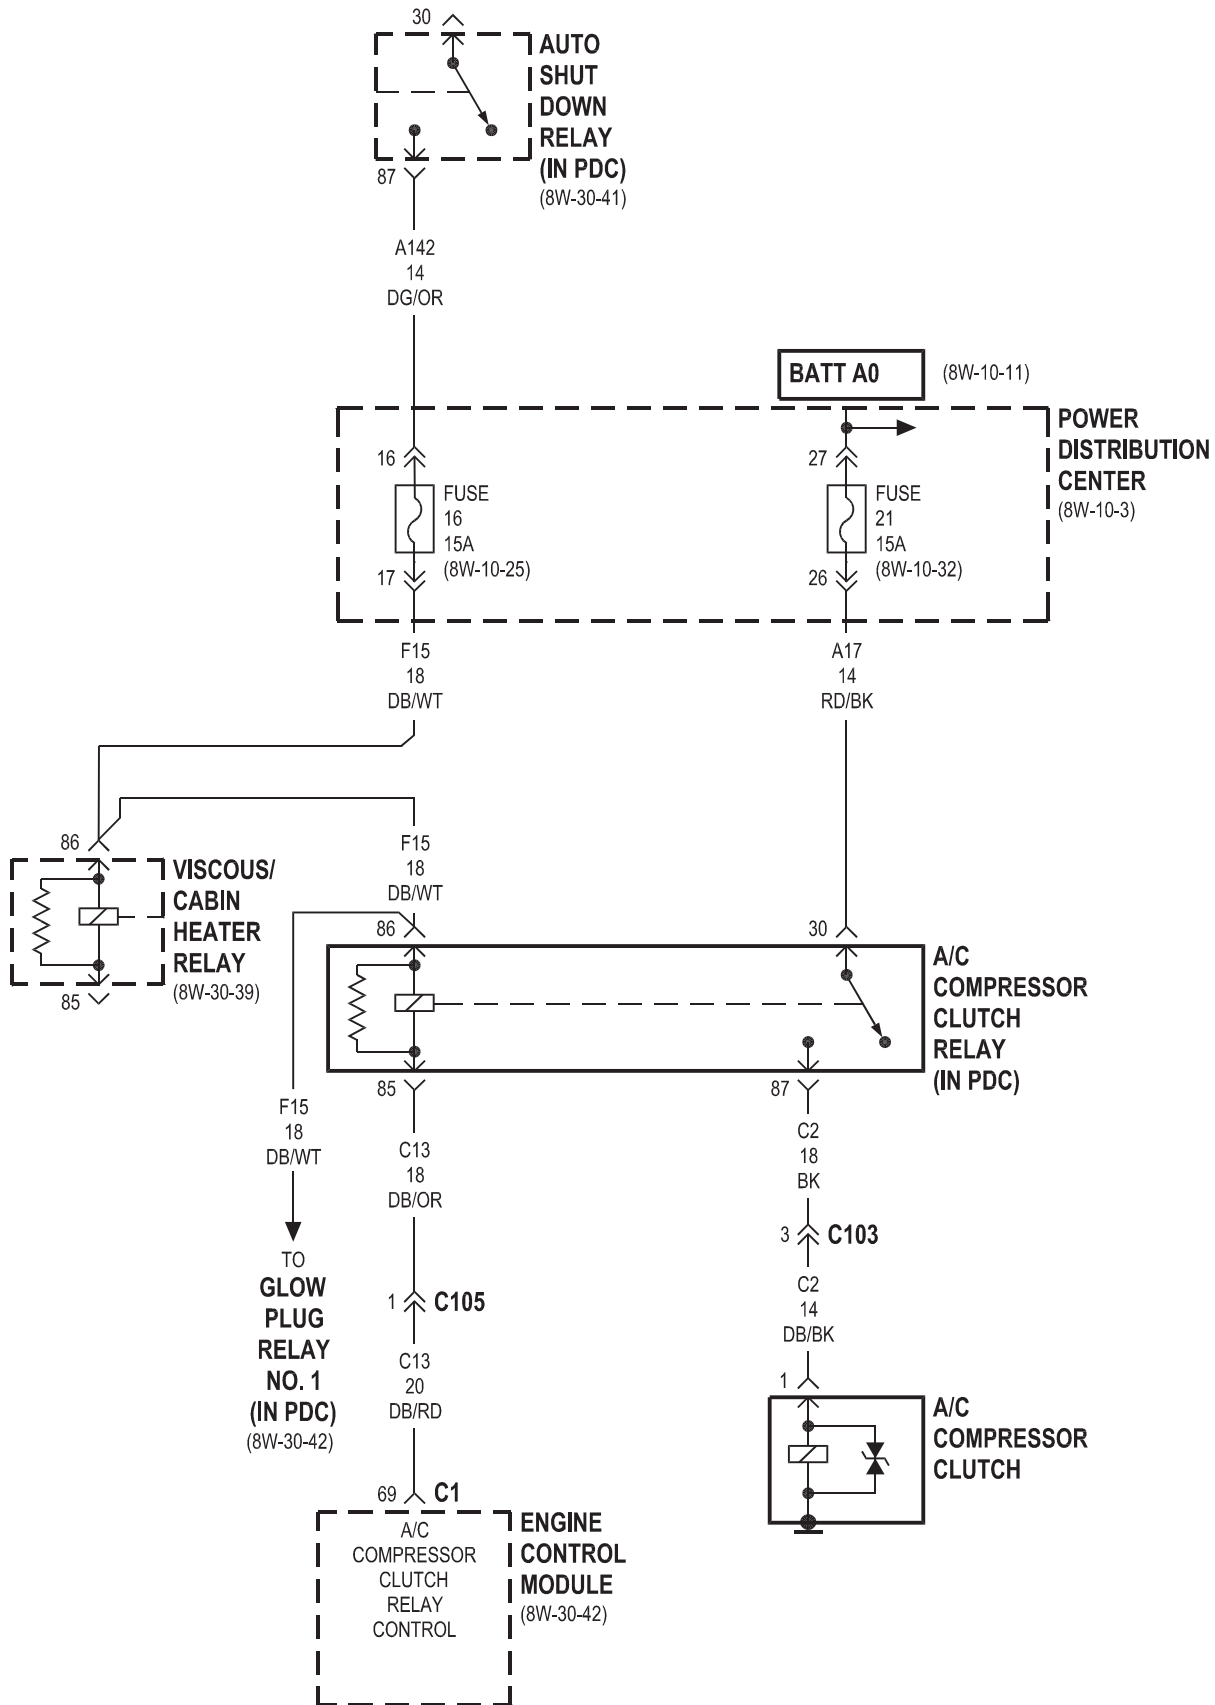 30
AUTO
SHUT
DOWN
RELAY
(IN PDC)
(8W-30-41)
87
A142
14
DG/OR
BATT A0
(8W-10-11)
POWER
DISTRIBUTION
CENTER
(8W-10-3)
16
FUSE
16
15A
(8W-10-25)
17
27
FUSE
21
15A
(8W-10-32)
26
F15
18
DB/WT
A17
14
RD/BK
86
VISCOUS/
CABIN
HEATER
RELAY
(8W-30-39)
85
F15
18
DB/WT
86
30
A/C
COMPRESSOR
CLUTCH
RELAY
(IN PDC)
85
87
F15
18
DB/WT
TO
GLOW
PLUG
RELAY
NO. 1
(IN PDC)
(8W-30-42)
C13
18
DB/OR
1
C105
C13
20
DB/RD
69
C1
A/C
COMPRESSOR
CLUTCH
RELAY
CONTROL
ENGINE
CONTROL
MODULE
(8W-30-42)
C2
18
BK
3
C103
C2
14
DB/BK
1
A/C
COMPRESSOR
CLUTCH